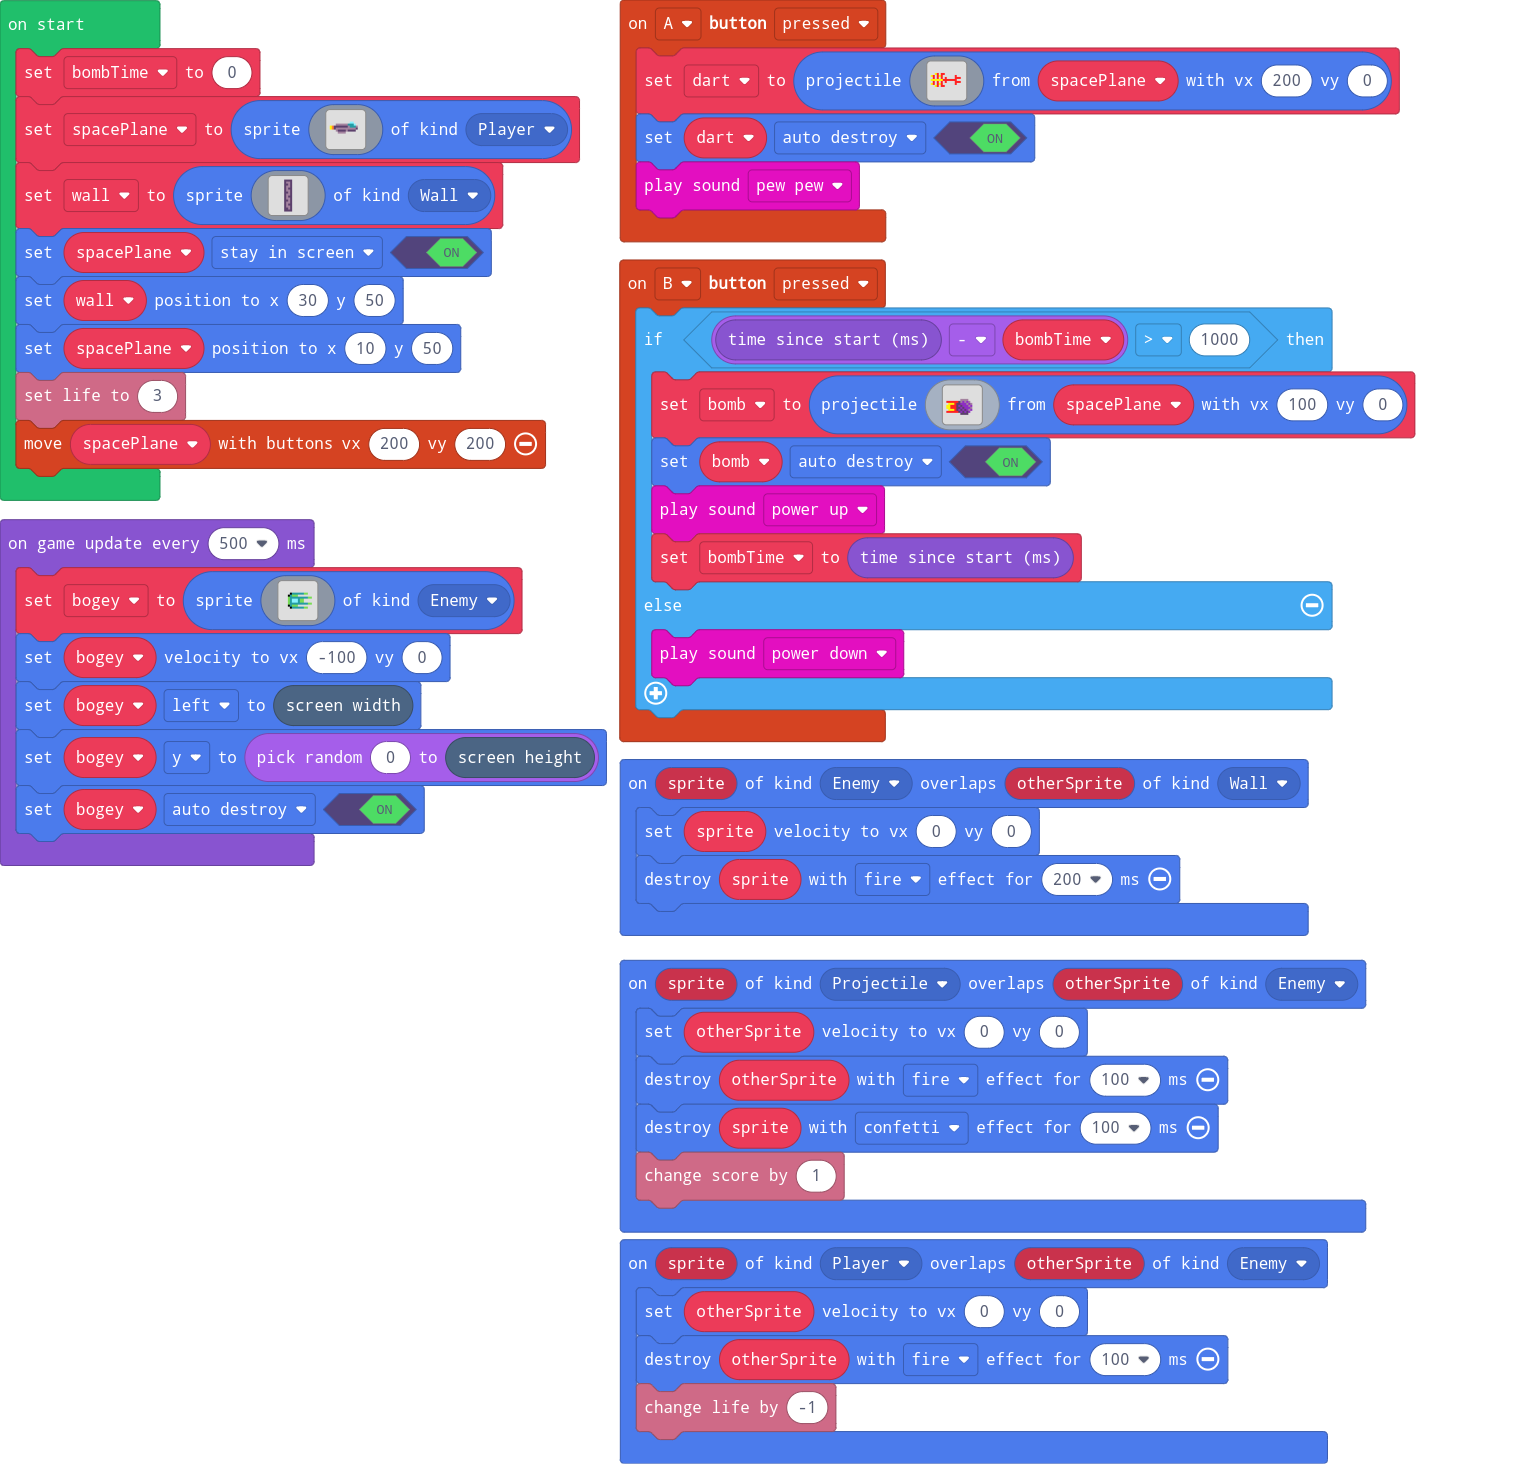 on start
set bombTime to 0
set spacePlane to sprite of kind Player
set wall to sprite of kind Wall
set spacePlane stay in screen ON
set wall position to x 30 y 50
set spacePlane position to x 10 y 50
set life to 3
move spacePlane with buttons vx 200 vy 200
on game update every 500 ms
set bogey to sprite of kind Enemy
set bogey velocity to vx -100 vy 0
set bogey left to screen width
set bogey y to pick random 0 to screen height
set bogey auto destroy ON
on A button pressed
set dart to projectile from spacePlane with vx 200 vy 0
set dart auto destroy ON
play sound pew pew
on B button pressed
if time since start (ms) - bombTime > 1000 then
set bomb to projectile from spacePlane with vx 100 vy 0
set bomb auto destroy ON
play sound power up
set bombTime to time since start (ms)
else
play sound power down
on sprite of kind Enemy overlaps otherSprite of kind Wall
set sprite velocity to vx 0 vy 0
destroy sprite with fire effect for 200 ms
on sprite of kind Projectile overlaps otherSprite of kind Enemy
set otherSprite velocity to vx 0 vy 0
destroy otherSprite with fire effect for 100 ms
destroy sprite with confetti effect for 100 ms
change score by 1
on sprite of kind Player overlaps otherSprite of kind Enemy
set otherSprite velocity to vx 0 vy 0
destroy otherSprite with fire effect for 100 ms
change life by -1